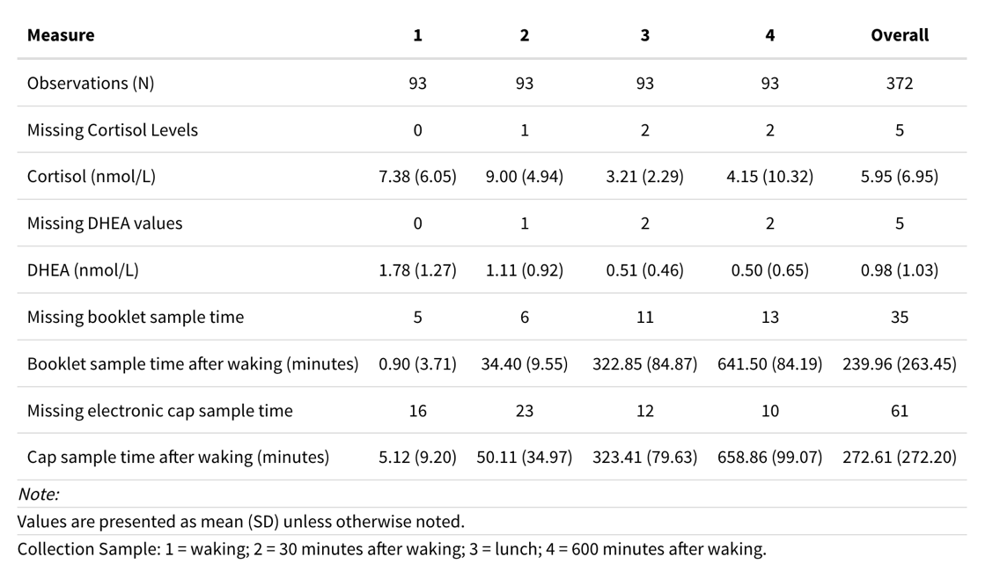 Measure 1 2 3 4 Overall
Observations (N) 93 93 93 93 372
Missing Cortisol Levels 0 1 2 2 5
Cortisol (nmol/L) 7.38 (6.05) 9.00 (4.94) 3.21 (2.29) 4.15 (10.32) 5.95 (6.95)
Missing DHEA values 0 1 2 2 5
DHEA (nmol/L) 1.78 (1.27) 1.11 (0.92) 0.51 (0.46) 0.50 (0.65) 0.98 (1.03)
Missing booklet sample time 5 6 11 13 35
Booklet sample time after waking (minutes) 0.90 (3.71) 34.40 (9.55) 322.85 (84.87) 641.50 (84.19) 239.96 (263.45)
Missing electronic cap sample time 16 23 12 10 61
Cap sample time after waking (minutes) 5.12 (9.20) 50.11 (34.97) 323.41 (79.63) 658.86 (99.07) 272.61 (272.20)
Note:
Values are presented as mean (SD) unless otherwise noted.
Collection Sample: 1 = waking; 2 = 30 minutes after waking; 3 = lunch; 4 = 600 minutes after waking.